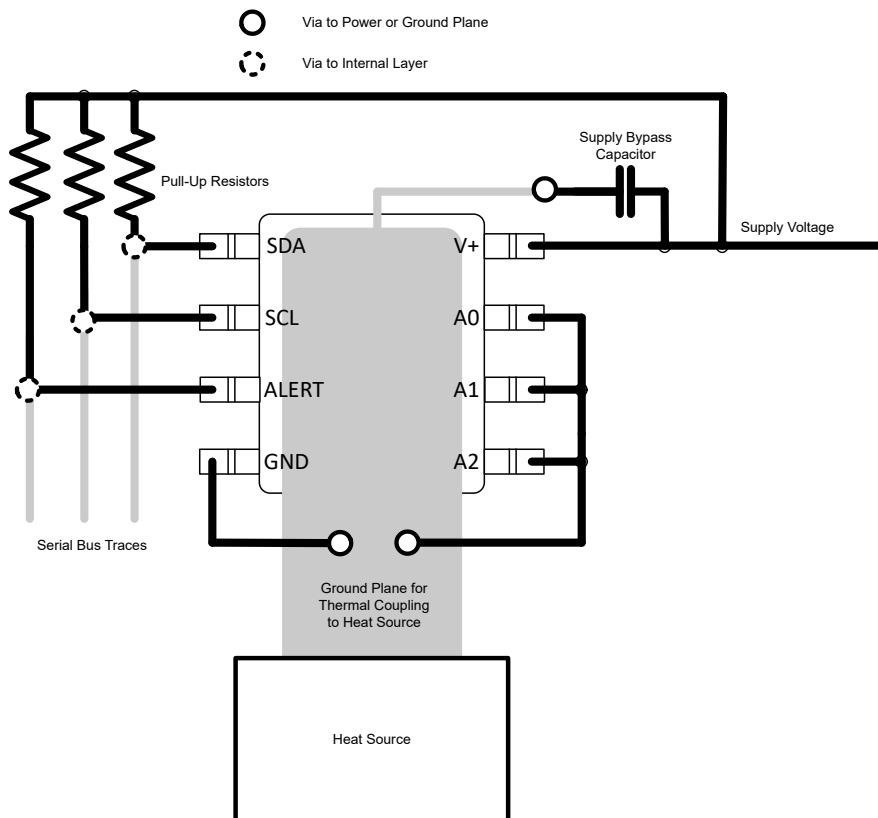 Via to Power or Ground Plane
Via to Internal Layer
Supply Bypass
Capacitor
Pull-Up Resistors
Supply Voltage
SDA
V+
SCL
A0
ALERT
A1
GND
A2
Serial Bus Traces
Ground Plane for
Thermal Coupling
to Heat Source
Heat Source